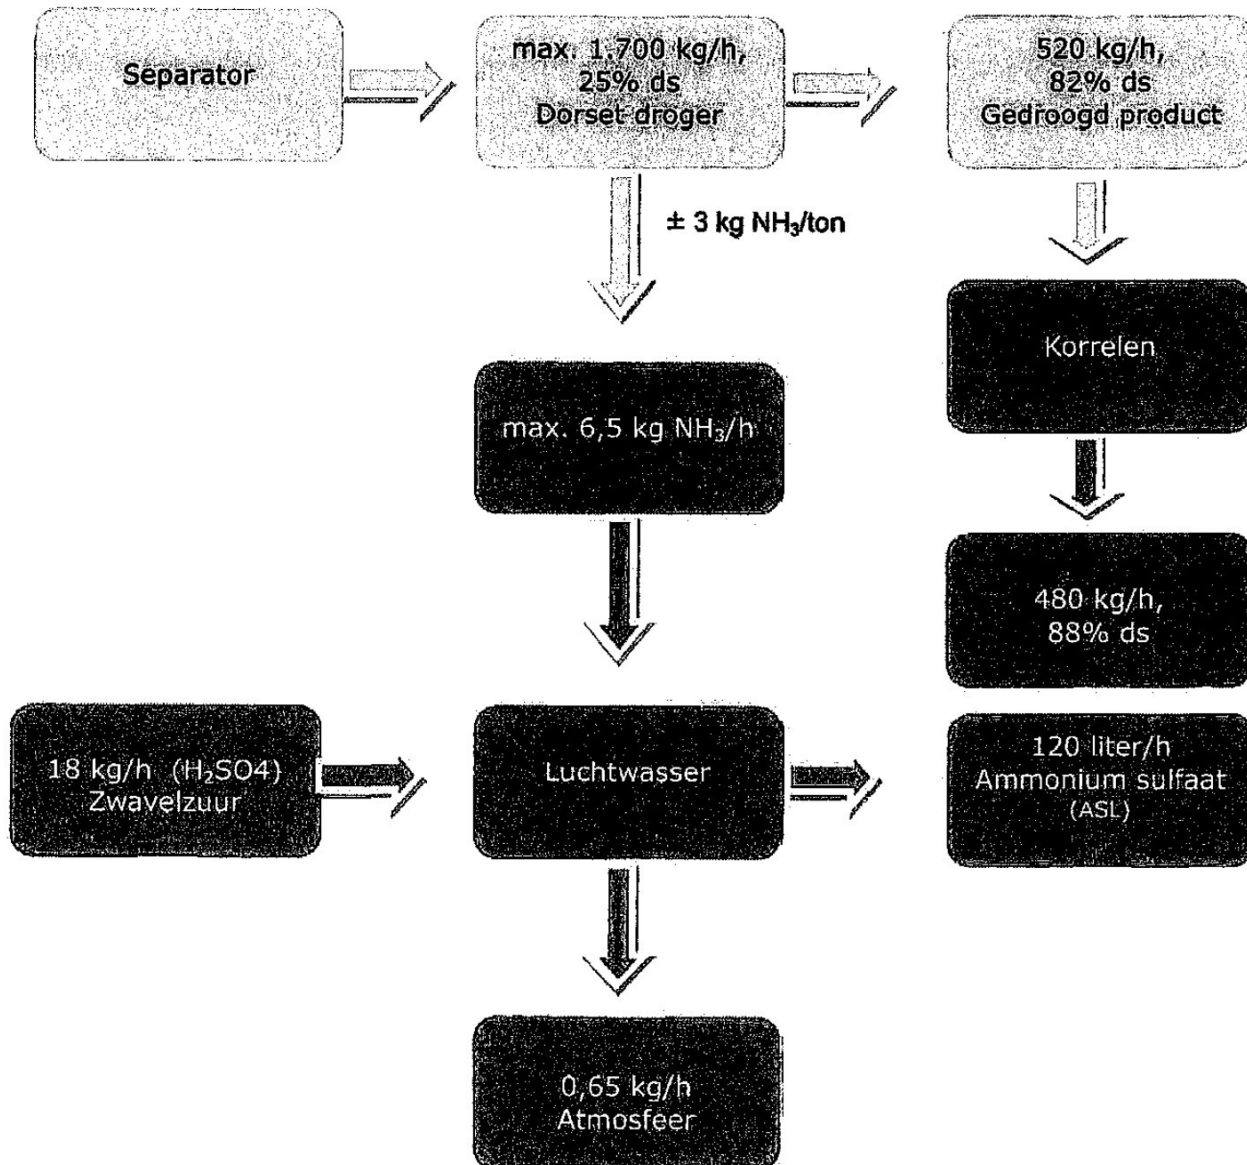 Separator
max. 1.700 kg/h,
25% ds
Dorset droger
520 kg/h,
82% ds
Gedroogd product
± 3 kg NH₃/ton
Korrelen
max. 6,5 kg NH₃/h
480 kg/h,
88% ds
18 kg/h (H₂SO4)
Zwavelzuur
Luchtwasser
120 liter/h
Ammonium sulfaat
(ASL)
0,65 kg/h
Atmosfeer